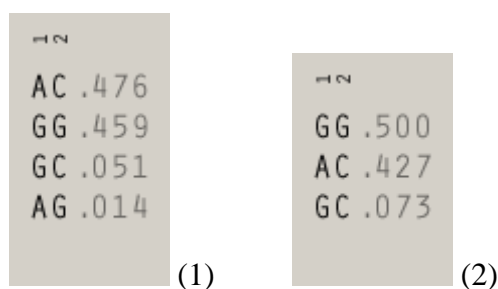 1 2
AC .476
GG .459
GC .051
AG .014
(1)
1 2
GG .500
AC .427
GC .073
(2)